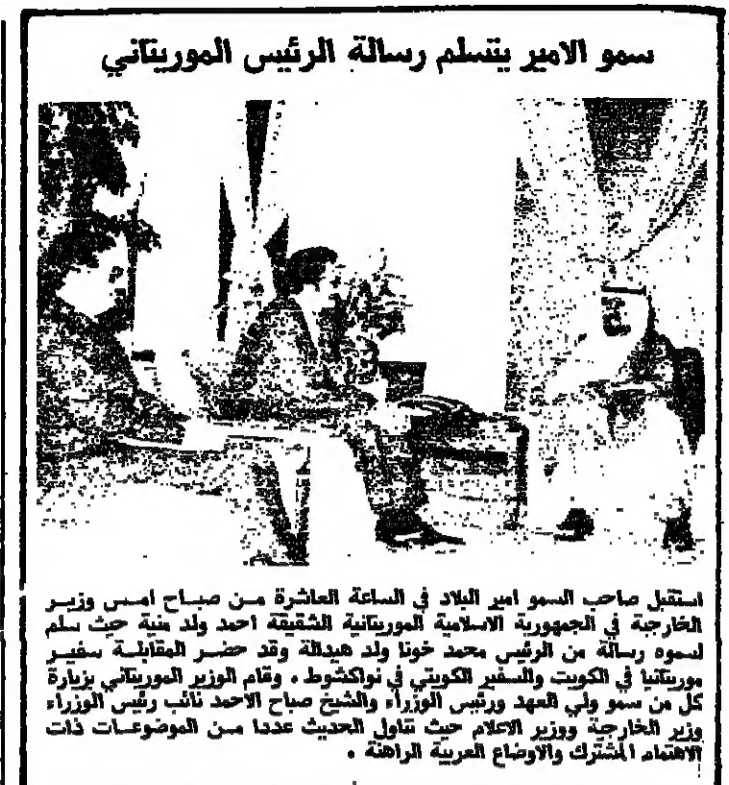 سمو الامير يتسلم رسالة الرئيس الموريتاني
استقبل صاحب السمو امير البلاد في الساعة العاشرة من صباح امس وزير
الخارجية في الجمهورية الاسلامية الموريتانية الشقيقة احمد ولد منية حيث سلم
لسموه رسالة من الرئيس محمد خونا ولد هيدالة وقد حضر المقابلة سفير
موريتانيا في الكويت والسفير الكويتي في نواكشوط . وقام الوزير الموريتاني بزيارة
كل من سمو ولي العهد ورئيس الوزراء والشيخ صباح الاحمد نائب رئيس الوزراء
وزير الخارجية ووزير الاعلام حيث تناول الحديث عددا من الموضوعات ذات
الاهتمام المشترك والاوضاع العربية الراهنة .